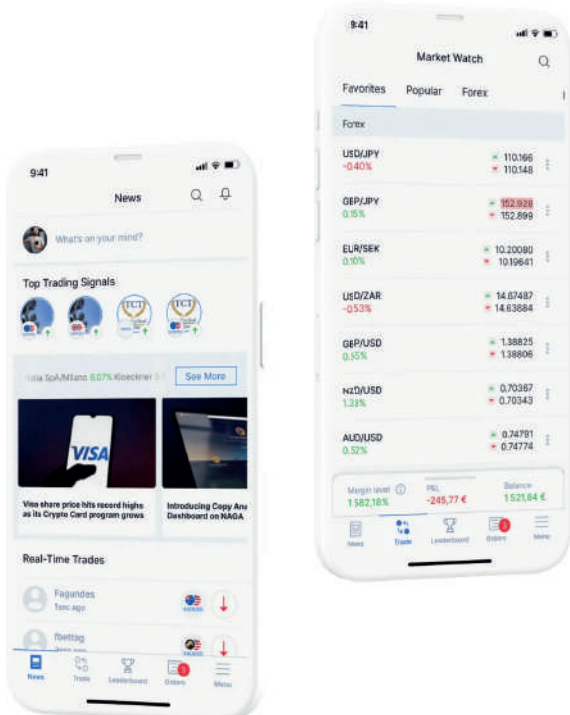 9:41
News
What's on your mind?
Top Trading Signals
TCT
TCT
Italia SpA/Milano 6.07% Kloeckner
See More
VISA
Visa share price hits record highs
as its Crypto Card program grows
Introducing Copy
Dashboard on NAGA
Real-Time Trades
Fagundes
1sec ago
fbettag
News
Trade
Leaderboard
Orders
Menu
9:41
Market Watch
Favorites Popular Forex
Forex
USD/JPY
-0.40%
110.166
110.148
GBP/JPY
0.15%
152.928
152.899
EUR/SEK
0.10%
10.20080
10.19641
USD/ZAR
-0.53%
14.67487
14.63884
GBP/USD
0.55%
1.38825
1.38806
NZD/USD
1.33%
0.70367
0.70343
AUD/USD
0.52%
0.74791
0.74774
Margin level
1 582,18%
P&L
-245,77 €
Balance
1 521,84 €
News
Trade
Leaderboard
Orders
Menu